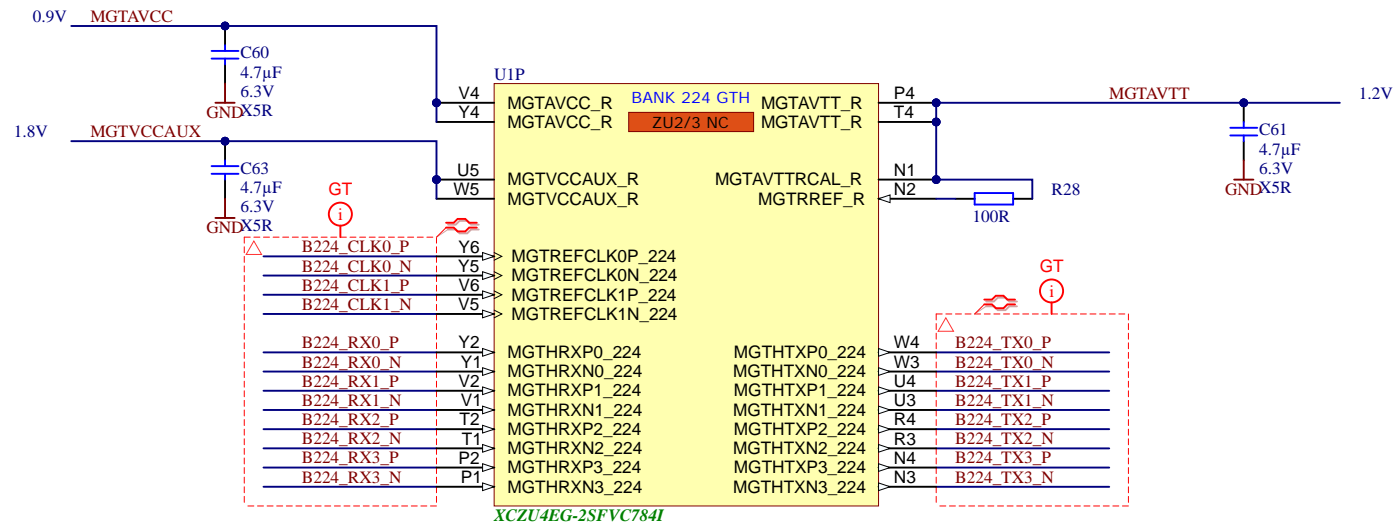 0.9V MGTAVCC
C60
4.7µF
6.3V
X5R
GND
1.8V MGTVCCAUX
C63
4.7µF
6.3V
X5R
GND
U1P
BANK 224 GTH
ZU2/3 NC
V4 MGTAVCC_R
Y4 MGTAVCC_R
U5 MGTVCCAUX_R
W5 MGTVCCAUX_R
MGTAVTT_R P4
MGTAVTT_R T4
MGTAVTT 1.2V
C61
4.7µF
6.3V
X5R
GND
MGTAVTTRCAL_R N1
MGTRREF_R N2
R28
100R
GT
i
B224_CLK0_P Y6 MGTREFCLK0P_224
B224_CLK0_N Y5 MGTREFCLK0N_224
B224_CLK1_P V6 MGTREFCLK1P_224
B224_CLK1_N V5 MGTREFCLK1N_224
B224_RX0_P Y2 MGTHRXP0_224
B224_RX0_N Y1 MGTHRXN0_224
B224_RX1_P V2 MGTHRXP1_224
B224_RX1_N V1 MGTHRXN1_224
B224_RX2_P T2 MGTHRXP2_224
B224_RX2_N T1 MGTHRXN2_224
B224_RX3_P P2 MGTHRXP3_224
B224_RX3_N P1 MGTHRXN3_224
GT
i
MGTHTXP0_224 W4 B224_TX0_P
MGTHTXN0_224 W3 B224_TX0_N
MGTHTXP1_224 U4 B224_TX1_P
MGTHTXN1_224 U3 B224_TX1_N
MGTHTXP2_224 R4 B224_TX2_P
MGTHTXN2_224 R3 B224_TX2_N
MGTHTXP3_224 N4 B224_TX3_P
MGTHTXN3_224 N3 B224_TX3_N
XCZU4EG-2SFVC784I